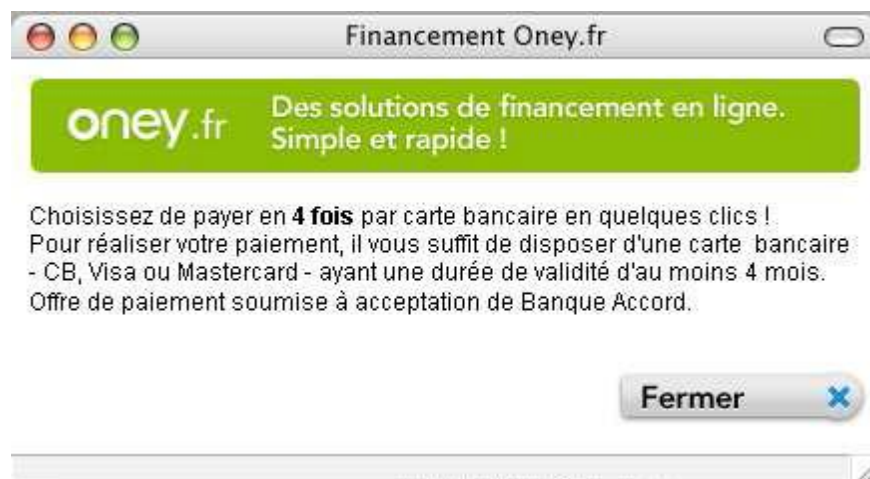 Financement Oney.fr
oney.fr
Des solutions de financement en ligne.
Simple et rapide !
Choisissez de payer en 4 fois par carte bancaire en quelques clics !
Pour réaliser votre paiement, il vous suffit de disposer d'une carte bancaire
- CB, Visa ou Mastercard - ayant une durée de validité d'au moins 4 mois.
Offre de paiement soumise à acceptation de Banque Accord.
Fermer